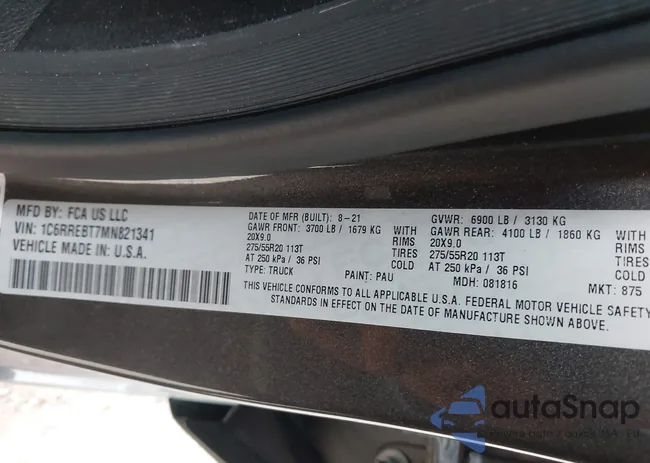 MFD BY: FCA US LLC
VIN: 1C6RREBT7MN821341
VEHICLE MADE IN U.S.A.
DATE OF MFR (BUILT): 8-21
GAWR FRONT: 3700 LB / 1679 KG WITH
20X9.0 RIMS
275/55R20 113T TIRES
AT 250 kPa / 36 PSI COLD
TYPE: TRUCK PAINT: PAU
GVWR: 6900 LB / 3130 KG
GAWR REAR: 4100 LB / 1860 KG WITH
20X9.0 RIMS
275/55R20 113T TIRES
AT 250 kPa / 36 PSI COLD
MDH: 081816 MKT: 875
THIS VEHICLE CONFORMS TO ALL APPLICABLE U.S.A. FEDERAL MOTOR VEHICLE SAFETY
STANDARDS IN EFFECT ON THE DATE OF MANUFACTURE SHOWN ABOVE.
autaSnap